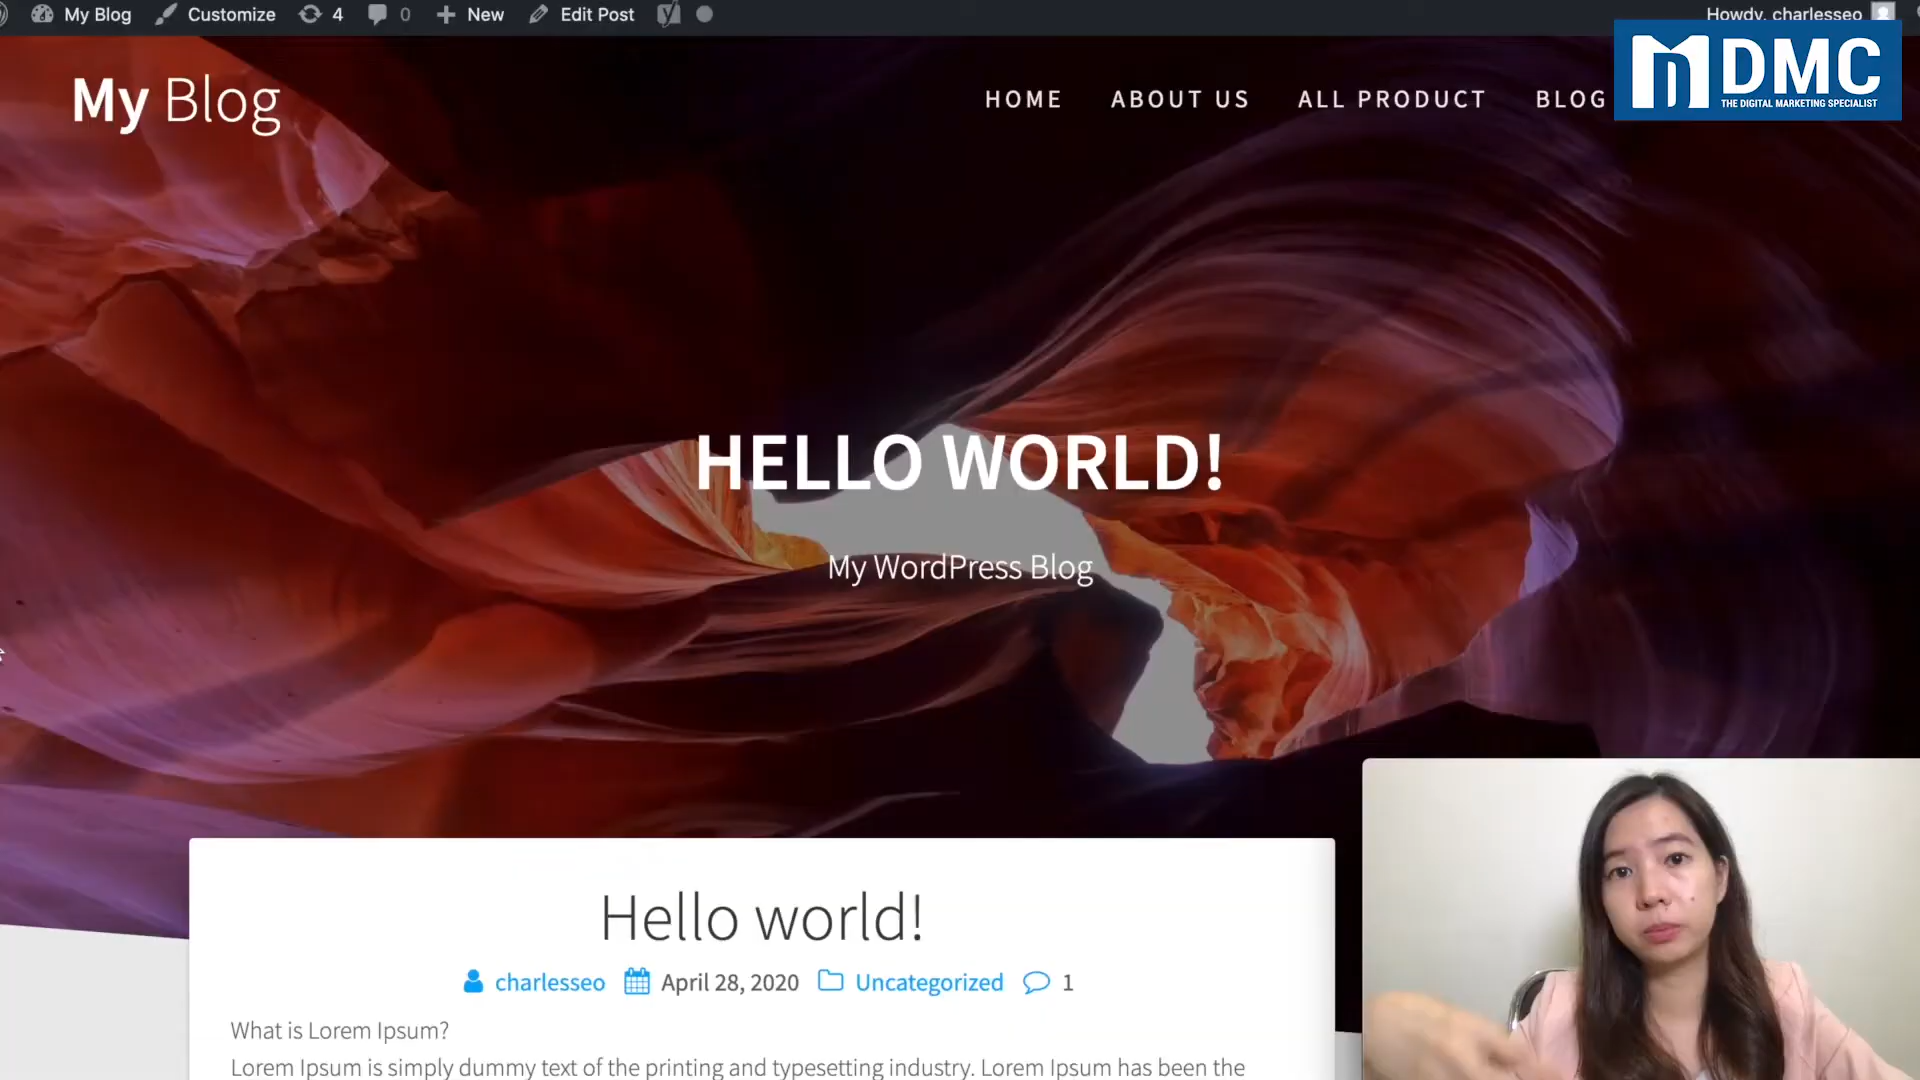 My Blog Customize 4 0 New Edit Post Howdy, charlesseo
DMC
THE DIGITAL MARKETING SPECIALIST
My Blog HOME ABOUT US ALL PRODUCT BLOG
HELLO WORLD!
My WordPress Blog
Hello world!
charlesseo April 28, 2020 Uncategorized 1
What is Lorem Ipsum?
Lorem Ipsum is simply dummy text of the printing and typesetting industry. Lorem Ipsum has been the